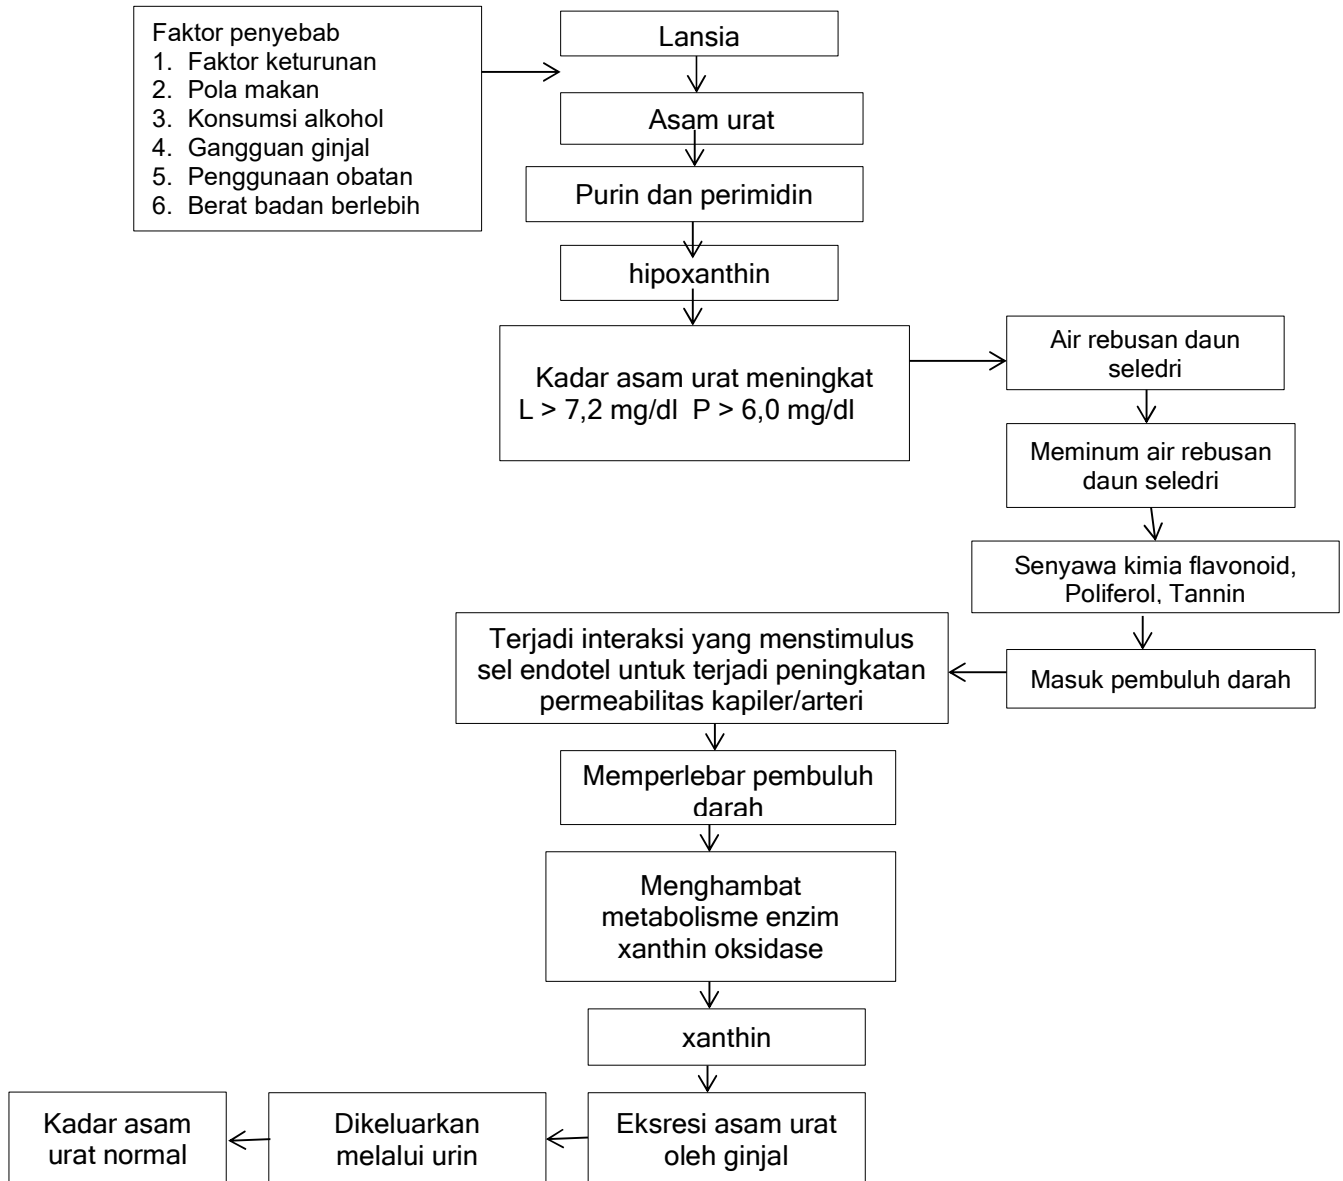 Faktor penyebab
1. Faktor keturunan
2. Pola makan
3. Konsumsi alkohol
4. Gangguan ginjal
5. Penggunaan obatan
6. Berat badan berlebih
Lansia
Asam urat
Purin dan perimidin
hipoxanthin
Kadar asam urat meningkat
L > 7,2 mg/dl P > 6,0 mg/dl
Air rebusan daun
seledri
Meminum air rebusan
daun seledri
Senyawa kimia flavonoid,
Poliferol, Tannin
Masuk pembuluh darah
Terjadi interaksi yang menstimulus
sel endotel untuk terjadi peningkatan
permeabilitas kapiler/arteri
Memperlebar pembuluh
darah
Menghambat
metabolisme enzim
xanthin oksidase
xanthin
Eksresi asam urat
oleh ginjal
Dikeluarkan
melalui urin
Kadar asam
urat normal